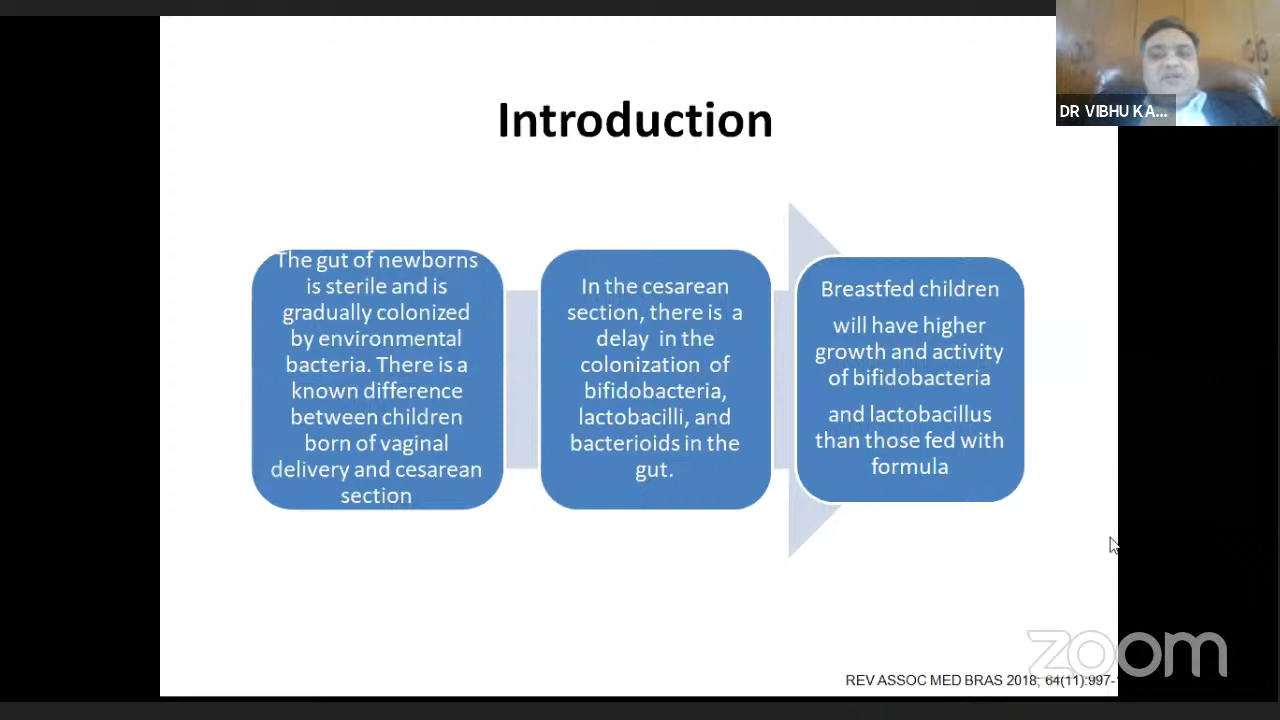 DR VIBHU KA...
Introduction
The gut of newborns
is sterile and is
gradually colonized
by environmental
bacteria. There is a
known difference
between children
born of vaginal
delivery and cesarean
section
In the cesarean
section, there is a
delay in the
colonization of
bifidobacteria,
lactobacilli, and
bacterioids in the
gut.
Breastfed children
will have higher
growth and activity
of bifidobacteria
and lactobacillus
than those fed with
formula
zoom
REV ASSOC MED BRAS 2018; 64(11):997-